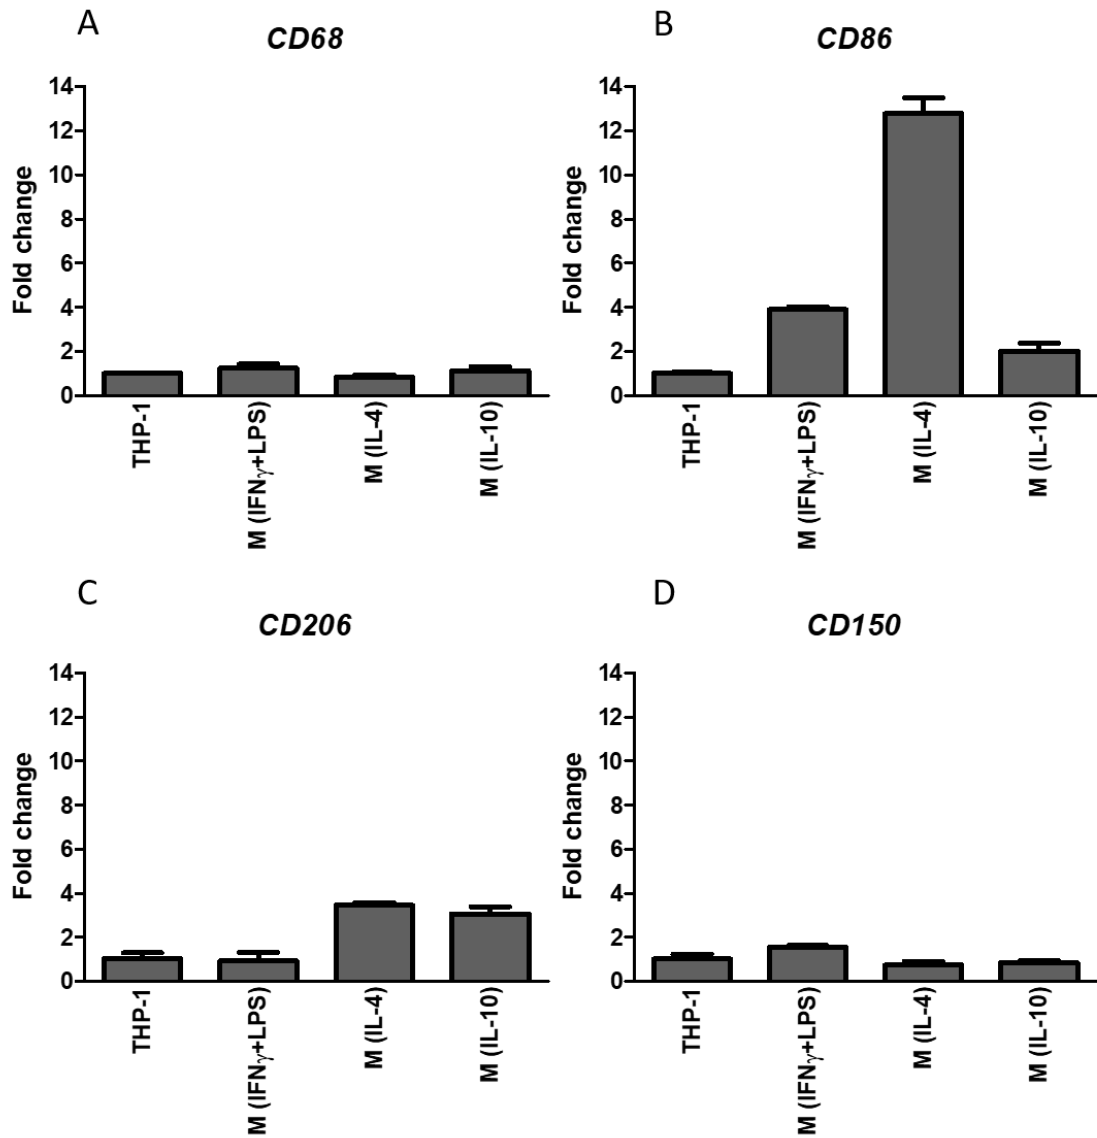 A
CD68
Fold change
14
12
10
8
6
4
2
0
THP-1
M (IFNγ+LPS)
M (IL-4)
M (IL-10)
B
CD86
Fold change
14
12
10
8
6
4
2
0
THP-1
M (IFNγ+LPS)
M (IL-4)
M (IL-10)
C
CD206
Fold change
14
12
10
8
6
4
2
0
THP-1
M (IFNγ+LPS)
M (IL-4)
M (IL-10)
D
CD150
Fold change
14
12
10
8
6
4
2
0
THP-1
M (IFNγ+LPS)
M (IL-4)
M (IL-10)